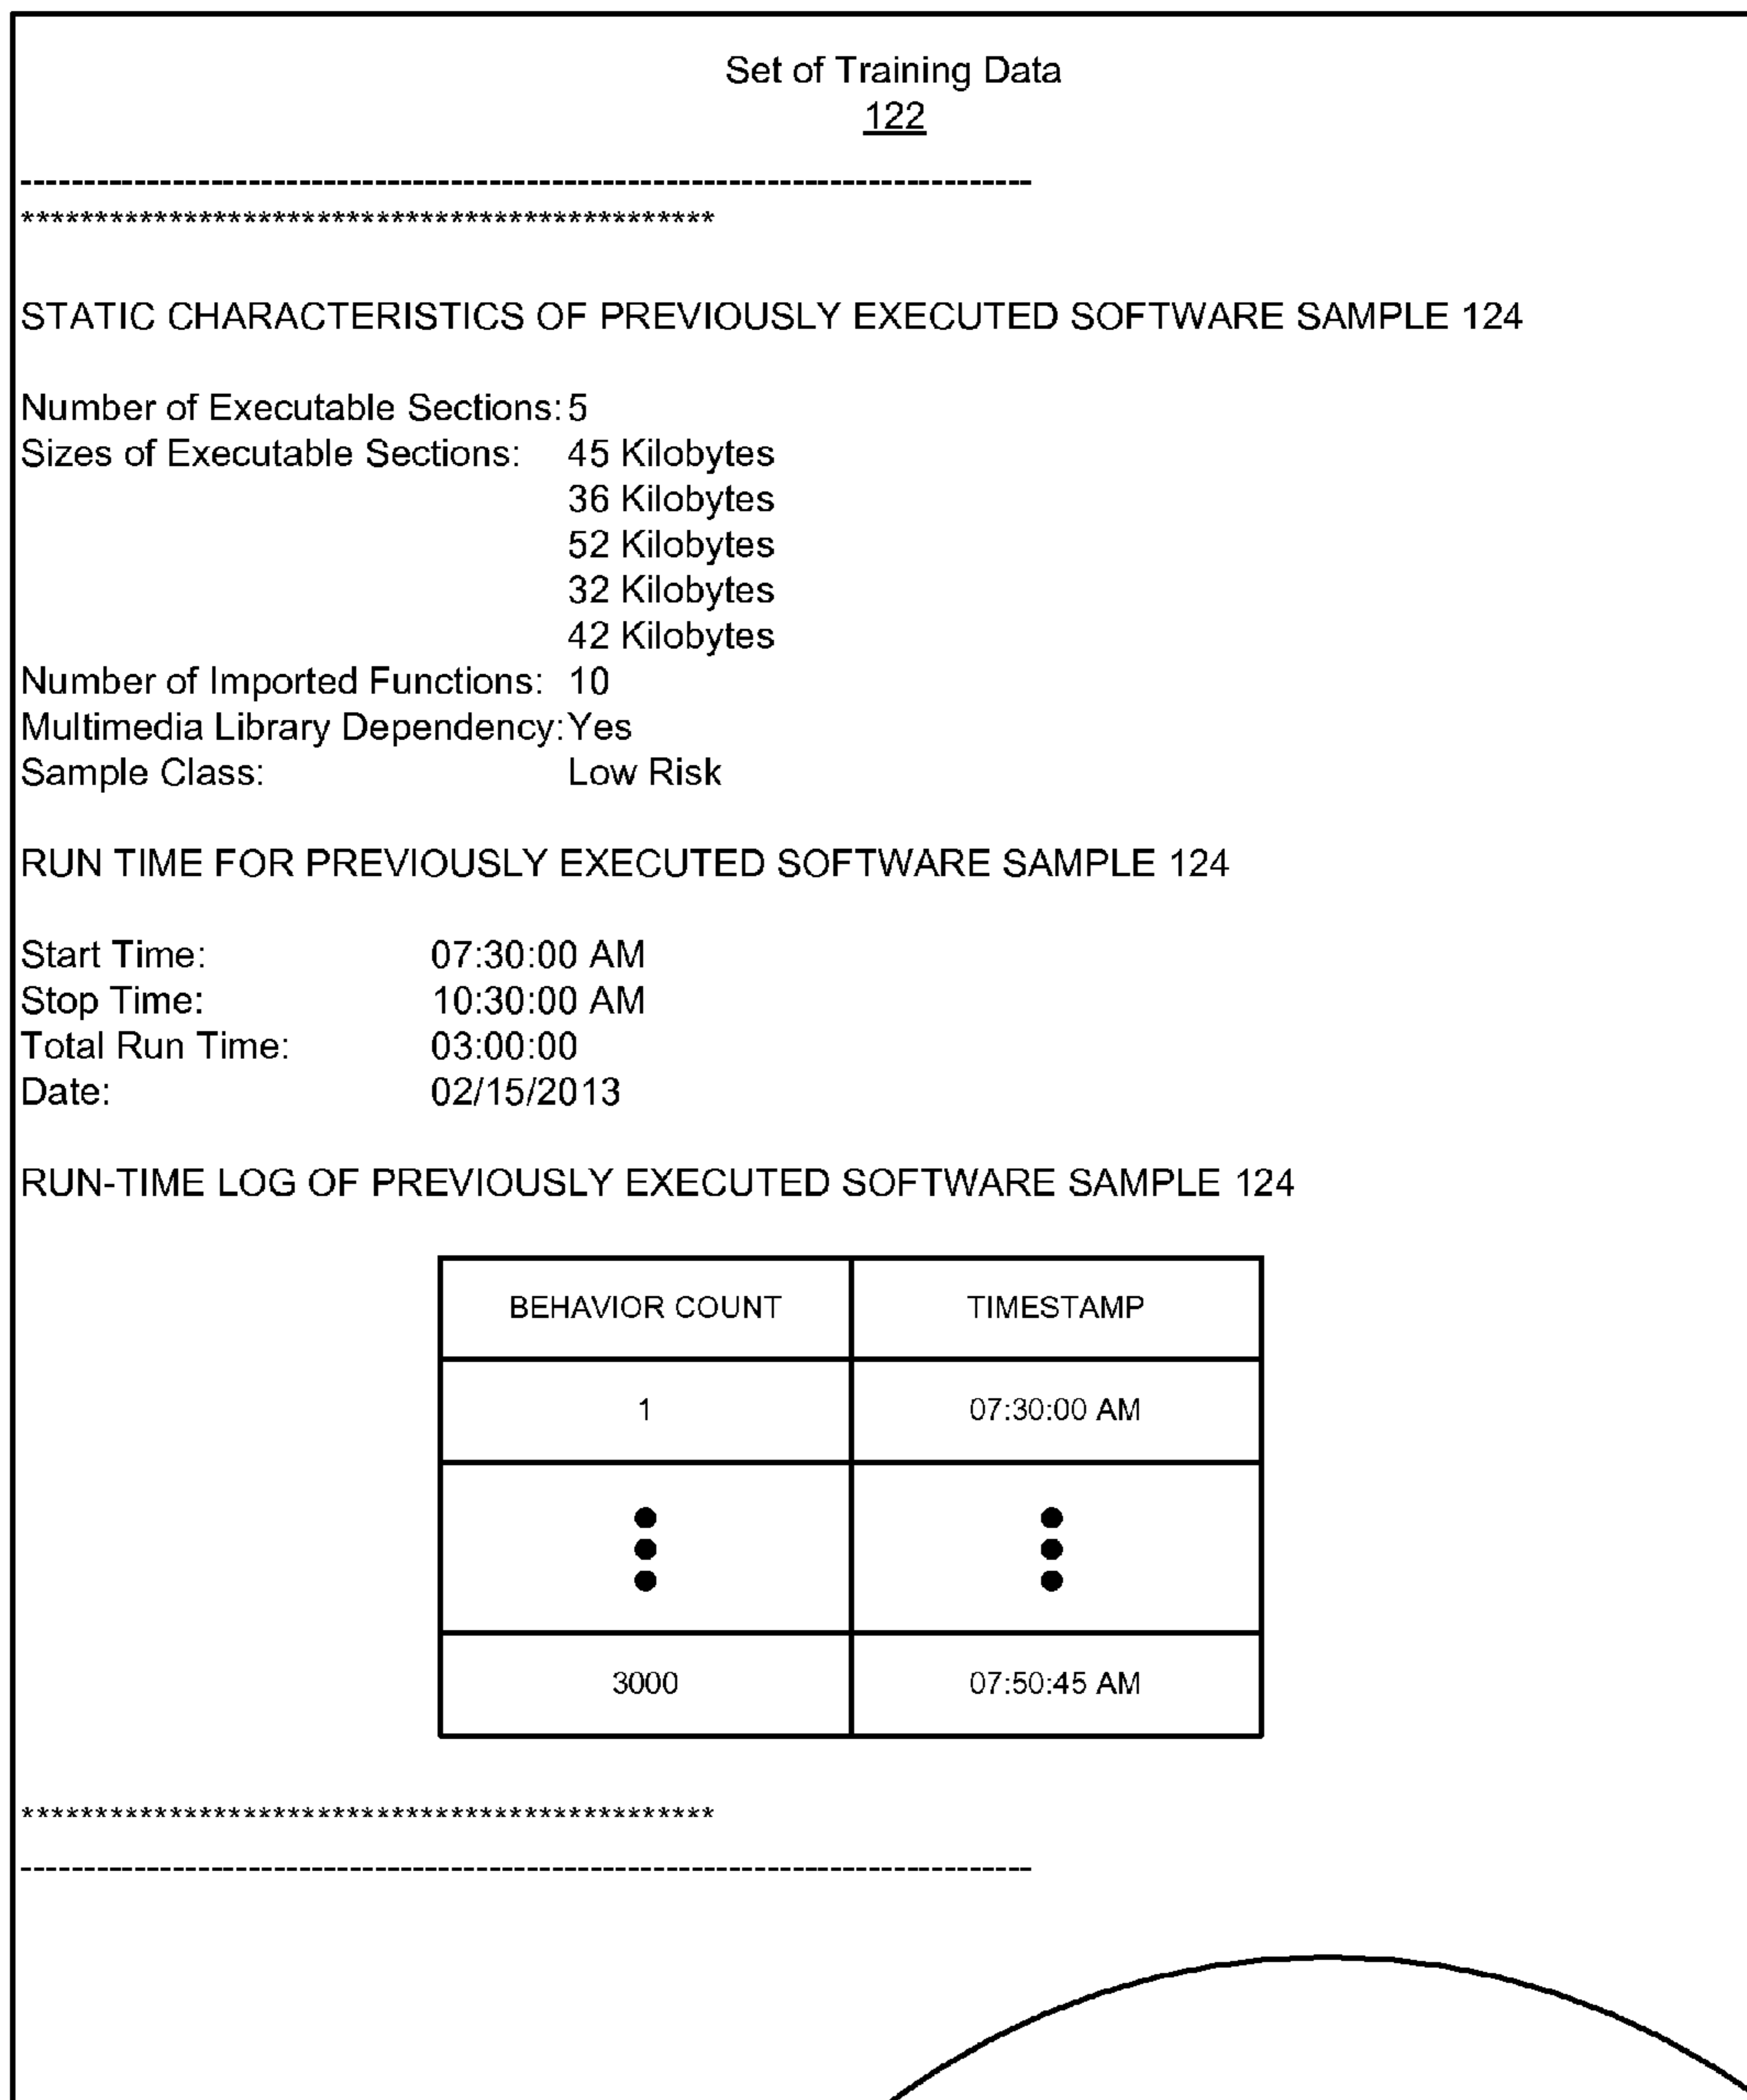 Set of Training Data
122
--------------------------------------------------------------------------------
***********************************************
STATIC CHARACTERISTICS OF PREVIOUSLY EXECUTED SOFTWARE SAMPLE 124
Number of Executable Sections: 5
Sizes of Executable Sections: 45 Kilobytes
36 Kilobytes
52 Kilobytes
32 Kilobytes
42 Kilobytes
Number of Imported Functions: 10
Multimedia Library Dependency: Yes
Sample Class: Low Risk
RUN TIME FOR PREVIOUSLY EXECUTED SOFTWARE SAMPLE 124
Start Time: 07:30:00 AM
Stop Time: 10:30:00 AM
Total Run Time: 03:00:00
Date: 02/15/2013
RUN-TIME LOG OF PREVIOUSLY EXECUTED SOFTWARE SAMPLE 124
BEHAVIOR COUNT TIMESTAMP
1 07:30:00 AM
3000 07:50:45 AM
***********************************************
--------------------------------------------------------------------------------